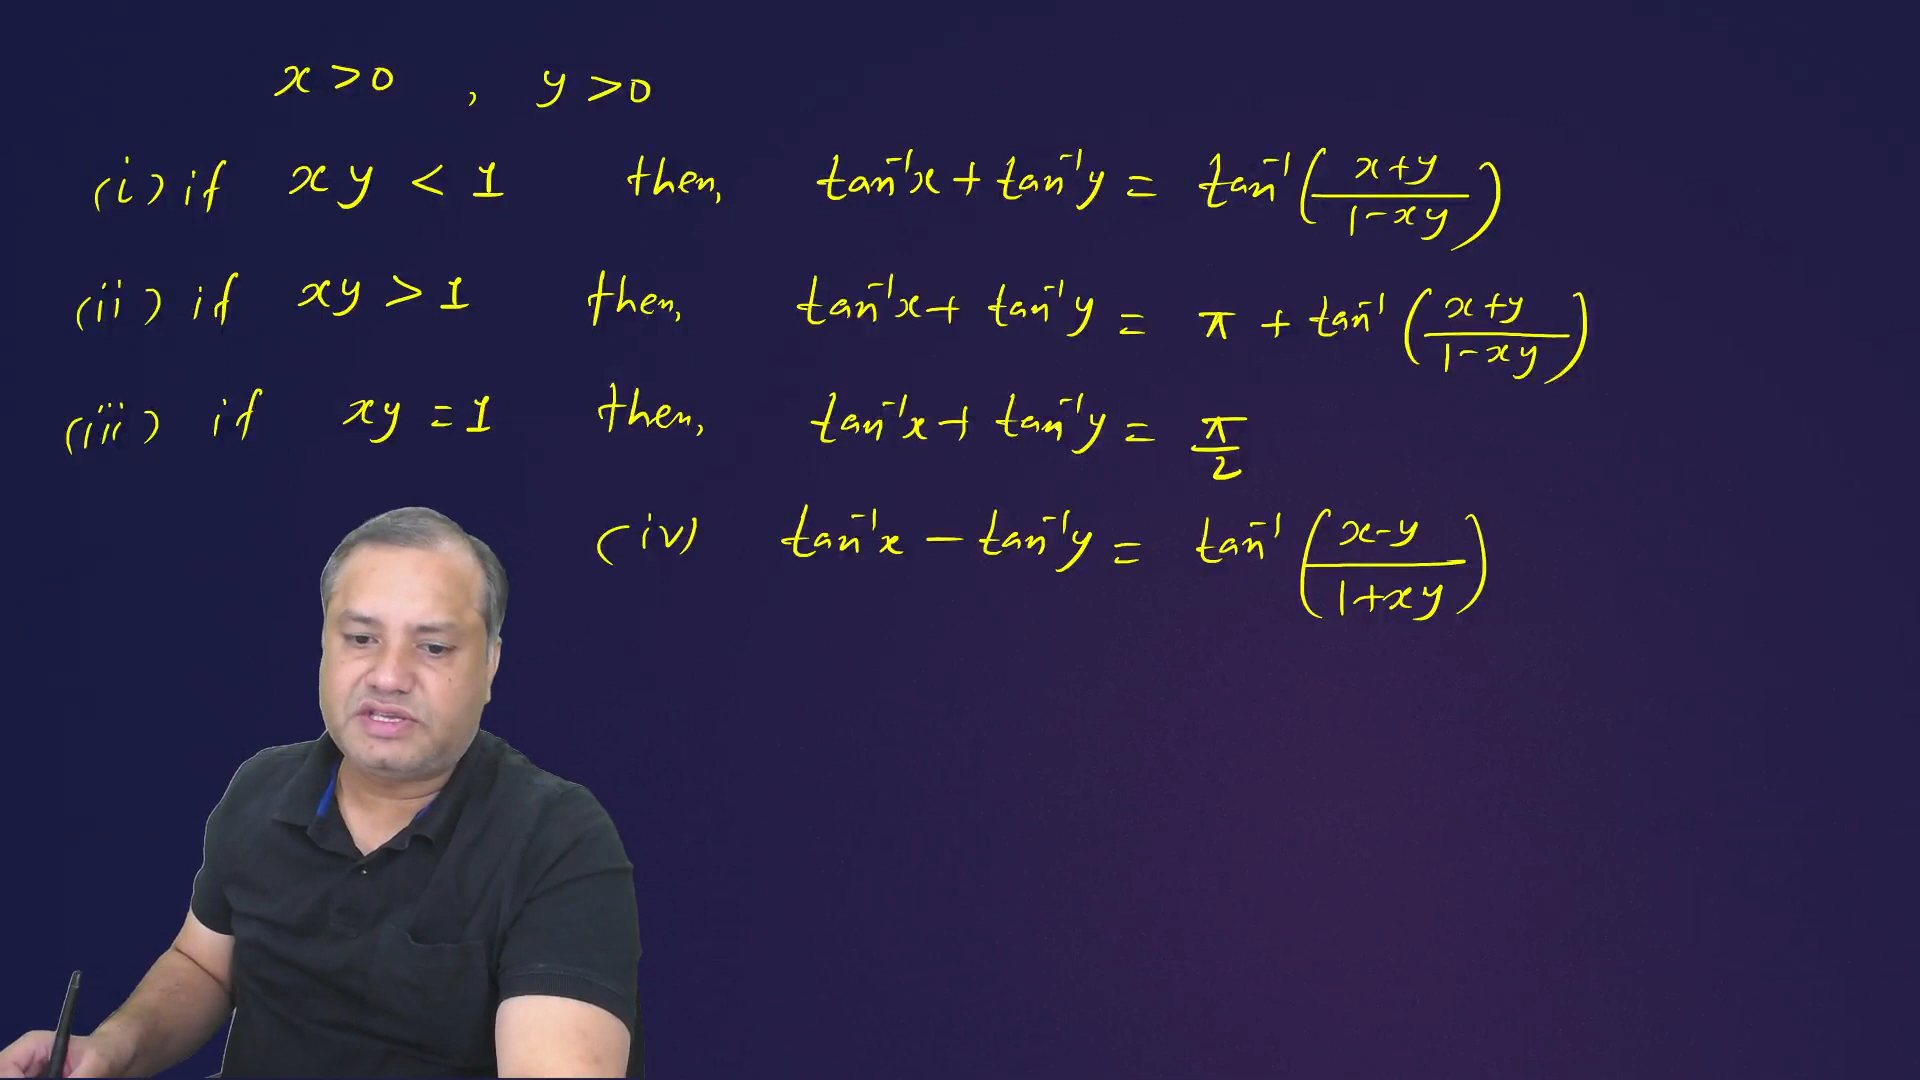 x > 0 , y > 0
(i) if xy < 1 then, tan⁻¹x + tan⁻¹y = tan⁻¹((x+y)/(1-xy))
(ii) if xy > 1 then, tan⁻¹x + tan⁻¹y = π + tan⁻¹((x+y)/(1-xy))
(iii) if xy = 1 then, tan⁻¹x + tan⁻¹y = π/2
(iv) tan⁻¹x - tan⁻¹y = tan⁻¹((x-y)/(1+xy))